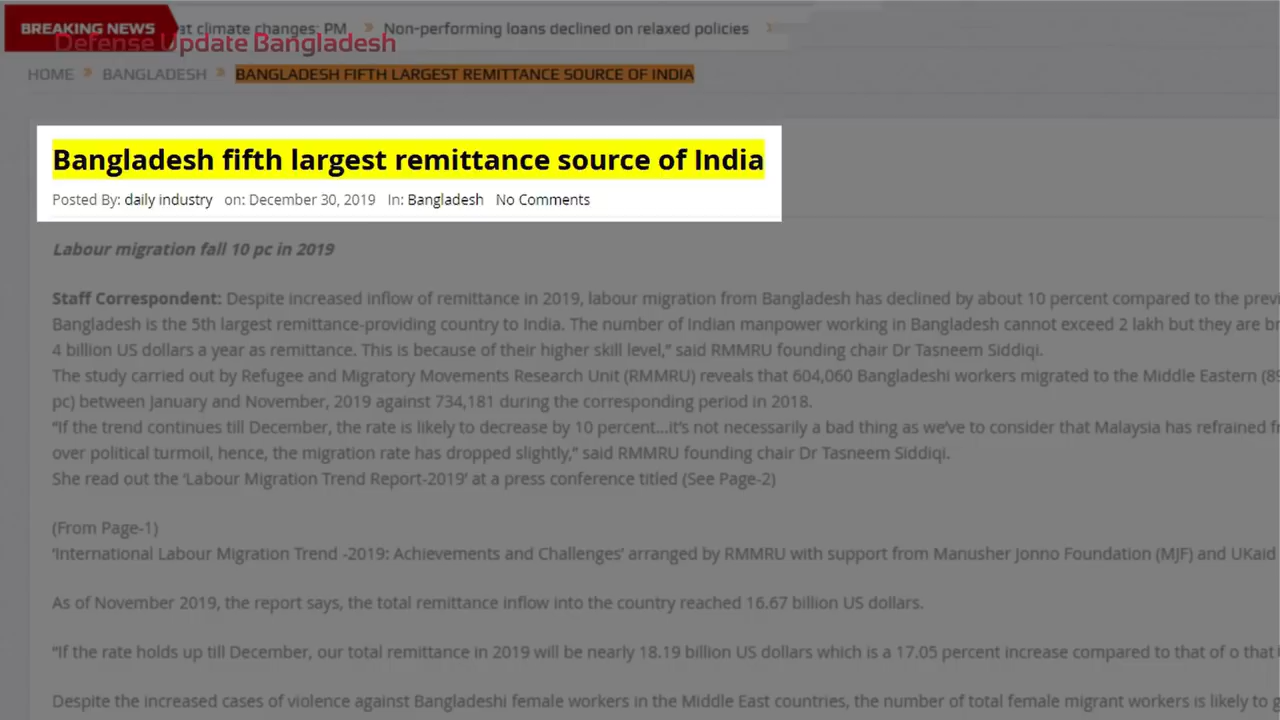 BREAKING NEWS at climate changes: PM » Non-performing loans declined on relaxed policies »
Defense Update Bangladesh
HOME » BANGLADESH » BANGLADESH FIFTH LARGEST REMITTANCE SOURCE OF INDIA
Bangladesh fifth largest remittance source of India
Posted By: daily industry on: December 30, 2019 In: Bangladesh No Comments
Labour migration fall 10 pc in 2019
Staff Correspondent: Despite increased inflow of remittance in 2019, labour migration from Bangladesh has declined by about 10 percent compared to the
Bangladesh is the 5th largest remittance-providing country to India. The number of Indian manpower working in Bangladesh cannot exceed 2 lakh but they are
4 billion US dollars a year as remittance. This is because of their higher skill level,” said RMMRU founding chair Dr Tasneem Siddiqi.
The study carried out by Refugee and Migratory Movements Research Unit (RMMRU) reveals that 604,060 Bangladeshi workers migrated to the Middle Eastern (89
pc) between January and November, 2019 against 734,181 during the corresponding period in 2018.
“If the trend continues till December, the rate is likely to decrease by 10 percent...it’s not necessarily a bad thing as we’ve to consider that Malaysia has refrained
over political turmoil, hence, the migration rate has dropped slightly,” said RMMRU founding chair Dr Tasneem Siddiqi.
She read out the ‘Labour Migration Trend Report-2019’ at a press conference titled (See Page-2)
(From Page-1)
‘International Labour Migration Trend -2019: Achievements and Challenges’ arranged by RMMRU with support from Manusher Jonno Foundation (MJF) and UKaid
As of November 2019, the report says, the total remittance inflow into the country reached 16.67 billion US dollars.
“If the rate holds up till December, our total remittance in 2019 will be nearly 18.19 billion US dollars which is a 17.05 percent increase compared to that of o that
Despite the increased cases of violence against Bangladeshi female workers in the Middle East countries, the number of total female migrant workers is likely to